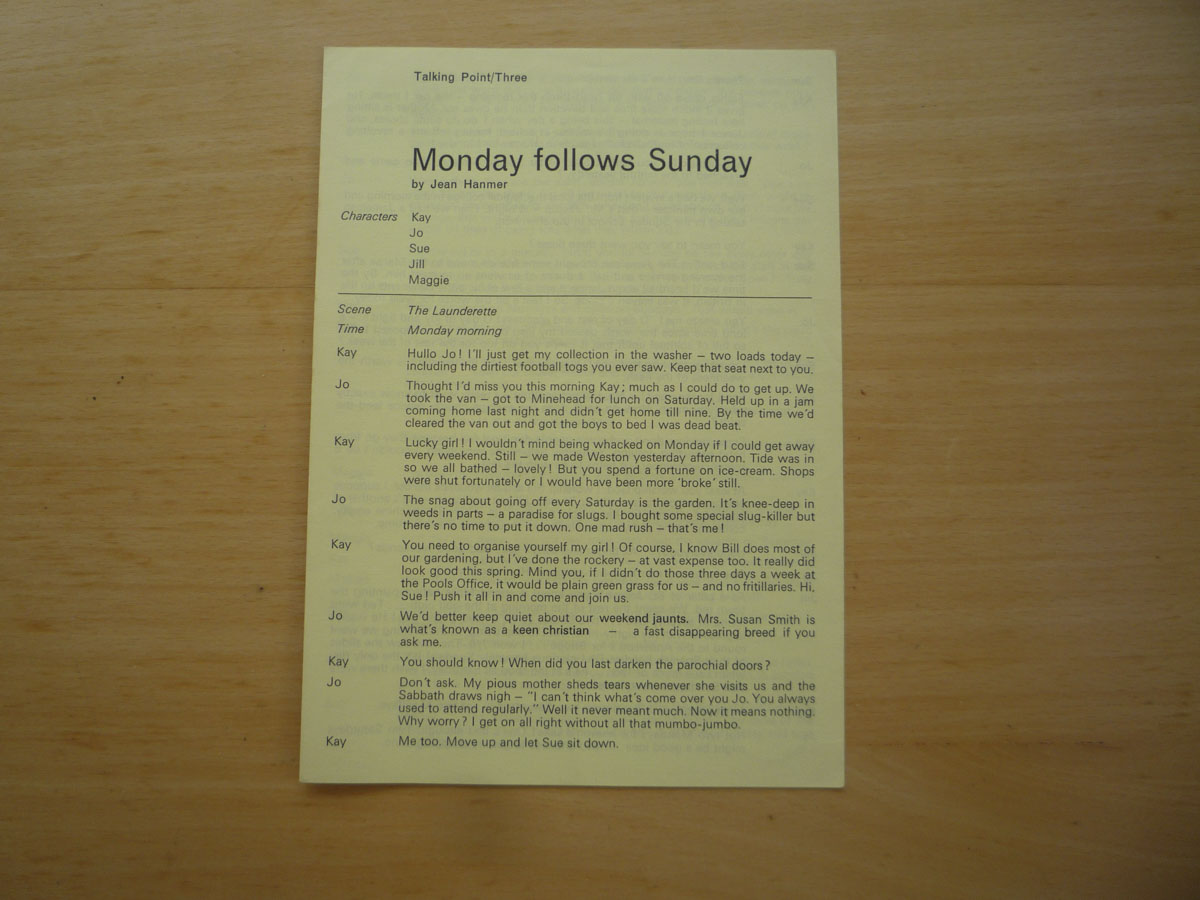 Talking Point/Three
Monday follows Sunday
by Jean Hanmer
Characters Kay
Jo
Sue
Jill
Maggie
Scene The Launderette
Time Monday morning
Kay Hullo Jo! I'll just get my collection in the washer – two loads today –
including the dirtiest football togs you ever saw. Keep that seat next to you.
Jo Thought I'd miss you this morning Kay; much as I could do to get up. We
took the van – got to Minehead for lunch on Saturday. Held up in a jam
coming home last night and didn't get home till nine. By the time we'd
cleared the van out and got the boys to bed I was dead beat.
Kay Lucky girl! I wouldn't mind being whacked on Monday if I could get away
every weekend. Still – we made Weston yesterday afternoon. Tide was in
so we all bathed – lovely! But you spend a fortune on ice-cream. Shops
were shut fortunately or I would have been more 'broke' still.
Jo The snag about going off every Saturday is the garden. It's knee-deep in
weeds in parts – a paradise for slugs. I bought some special slug-killer but
there's no time to put it down. One mad rush – that's me!
Kay You need to organise yourself my girl! Of course, I know Bill does most of
our gardening, but I've done the rockery – at vast expense too. It really did
look good this spring. Mind you, if I didn't do those three days a week at
the Pools Office, it would be plain green grass for us – and no fritillaries. Hi,
Sue! Push it all in and come and join us.
Jo We'd better keep quiet about our weekend jaunts. Mrs. Susan Smith is
what's known as a keen christian – a fast disappearing breed if you
ask me.
Kay You should know! When did you last darken the parochial doors?
Jo Don't ask. My pious mother sheds tears whenever she visits us and the
Sabbath draws nigh – "I can't think what's come over you Jo. You always
used to attend regularly." Well it never meant much. Now it means nothing.
Why worry? I get on all right without all that mumbo-jumbo.
Kay Me too. Move up and let Sue sit down.